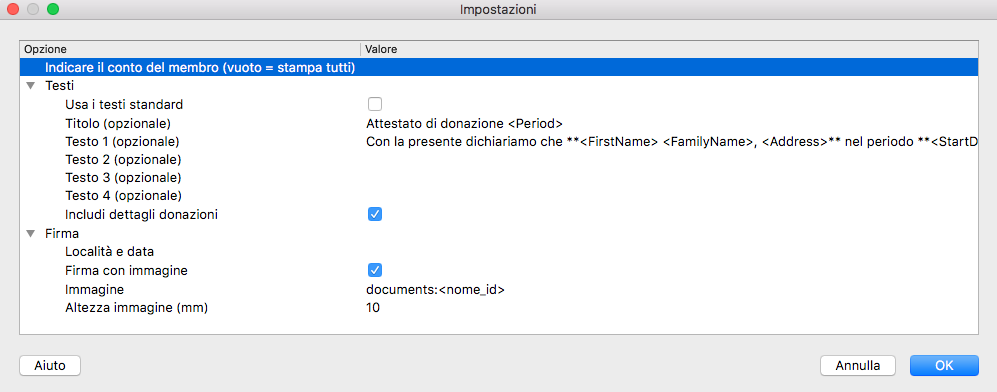 Impostazioni
Opzione Valore
Indicare il conto del membro (vuoto = stampa tutti)
Testi
Usa i testi standard
Titolo (opzionale) Attestato di donazione <Period>
Testo 1 (opzionale) Con la presente dichiariamo che **<FirstName> <FamilyName>, <Address>** nel periodo **<StartD
Testo 2 (opzionale)
Testo 3 (opzionale)
Testo 4 (opzionale)
Includi dettagli donazioni
Firma
Località e data
Firma con immagine
Immagine documents:<nome_id>
Altezza immagine (mm) 10
Aiuto Annulla OK